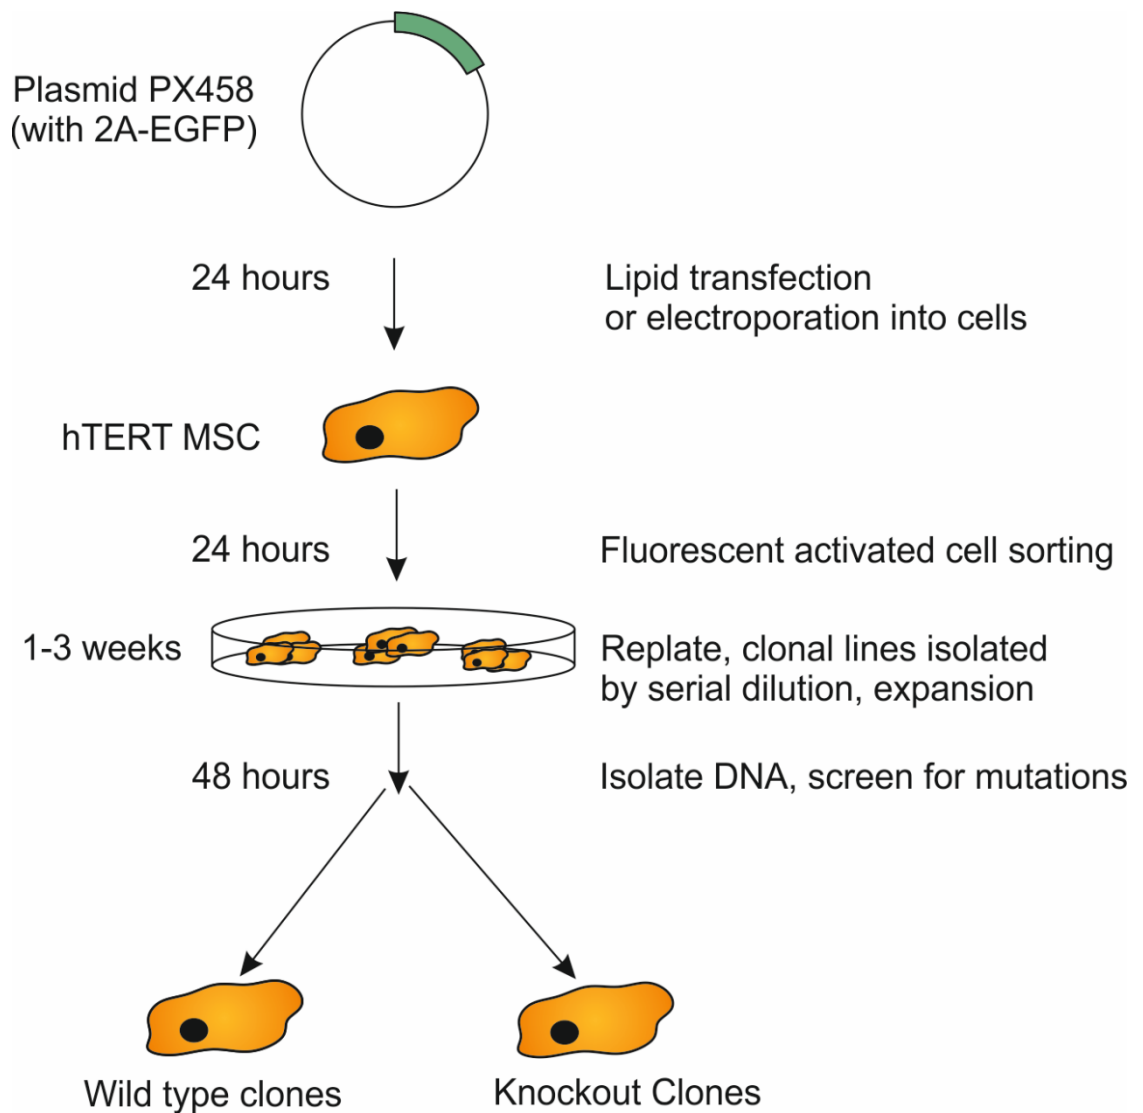 Plasmid PX458
(with 2A-EGFP)
24 hours
Lipid transfection
or electroporation into cells
hTERT MSC
24 hours
Fluorescent activated cell sorting
1-3 weeks
Replate, clonal lines isolated
by serial dilution, expansion
48 hours
Isolate DNA, screen for mutations
Wild type clones
Knockout Clones